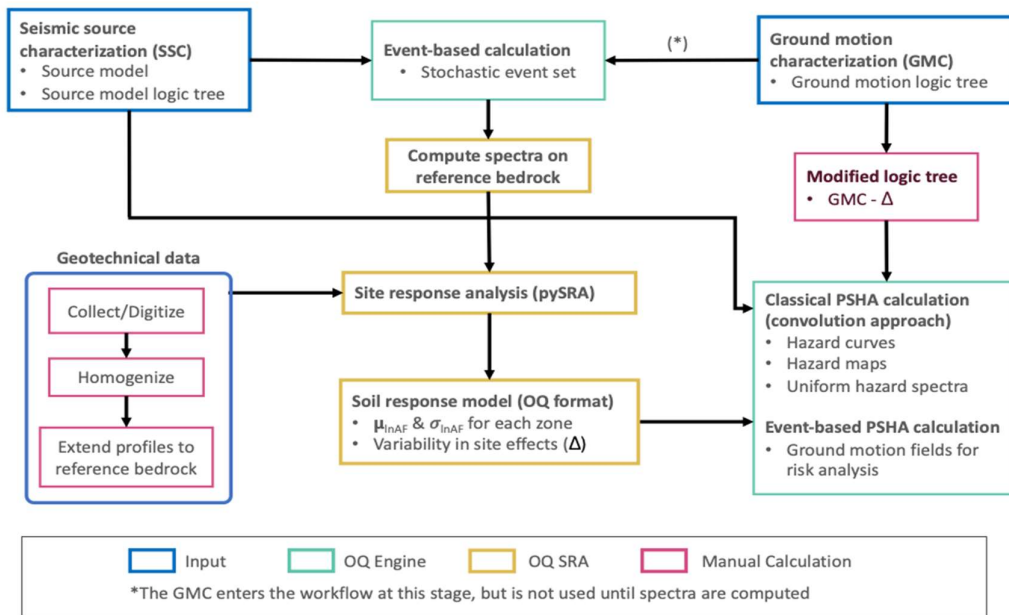 Seismic source
characterization (SSC)
• Source model
• Source model logic tree
Event-based calculation
• Stochastic event set
(*)
Ground motion
characterization (GMC)
• Ground motion logic tree
Compute spectra on
reference bedrock
Modified logic tree
• GMC - Δ
Geotechnical data
Collect/Digitize
Homogenize
Extend profiles to
reference bedrock
Site response analysis (pySRA)
Soil response model (OQ format)
• μlnAF & σlnAF for each zone
• Variability in site effects (Δ)
Classical PSHA calculation
(convolution approach)
• Hazard curves
• Hazard maps
• Uniform hazard spectra
Event-based PSHA calculation
• Ground motion fields for
risk analysis
Input
OQ Engine
OQ SRA
Manual Calculation
*The GMC enters the workflow at this stage, but is not used until spectra are computed